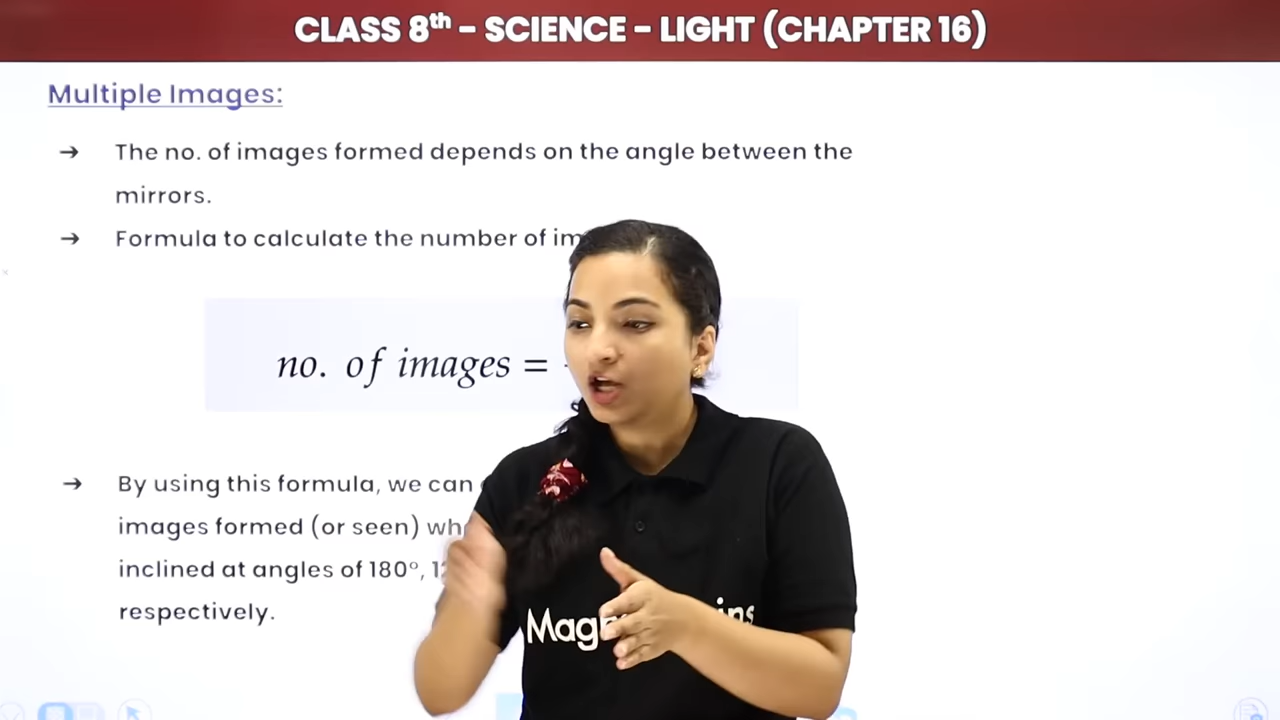 CLASS 8th - SCIENCE - LIGHT (CHAPTER 16)
Multiple Images:
➔ The no. of images formed depends on the angle between the
mirrors.
➔ Formula to calculate the number of im
no. of images =
➔ By using this formula, we can
images formed (or seen) wh
inclined at angles of 180°, 1
respectively.
Mag ns